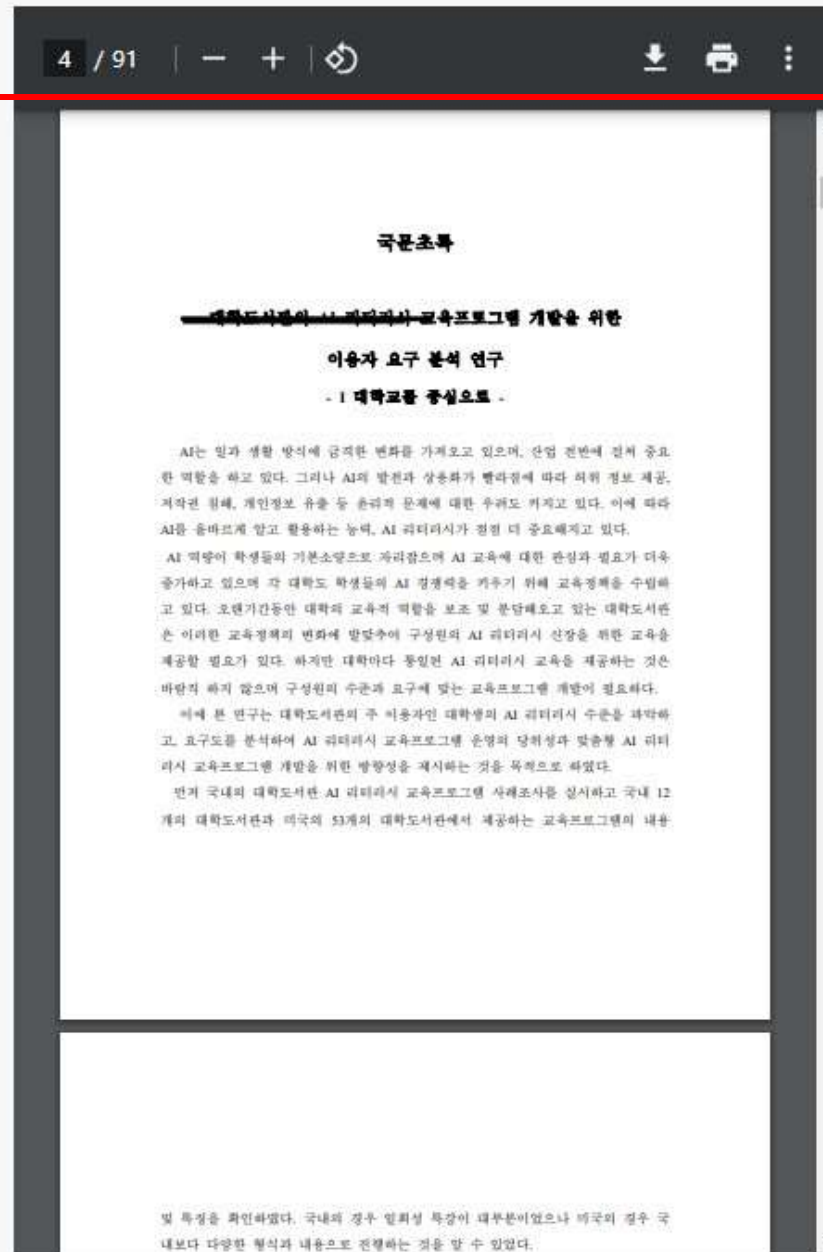 4 / 91
국문초록
대학도서관의 AI 리터러시 교육프로그램 개발을 위한
이용자 요구 분석 연구
- I 대학교를 중심으로 -
AI는 일과 생활 방식에 급격한 변화를 가져오고 있으며, 산업 전반에 걸쳐 중요
한 역할을 하고 있다. 그러나 AI의 발전과 상용화가 빨라짐에 따라 허위 정보 제공,
저작권 침해, 개인정보 유출 등 윤리적 문제에 대한 우려도 커지고 있다. 이에 따라
AI를 올바르게 알고 활용하는 능력, AI 리터러시가 점점 더 중요해지고 있다.
AI 역량이 학생들의 기본소양으로 자리잡으며 AI 교육에 대한 관심과 필요가 더욱
증가하고 있으며 각 대학도 학생들의 AI 경쟁력을 키우기 위해 교육정책을 수립하
고 있다. 오랜기간동안 대학의 교육적 역할을 보조 및 분담해오고 있는 대학도서관
은 이러한 교육정책의 변화에 발맞추어 구성원의 AI 리터러시 신장을 위한 교육을
제공할 필요가 있다. 하지만 대학마다 통일된 AI 리터러시 교육을 제공하는 것은
바람직 하지 않으며 구성원의 수준과 요구에 맞는 교육프로그램 개발이 필요하다.
이에 본 연구는 대학도서관의 주 이용자인 대학생의 AI 리터러시 수준을 파악하
고, 요구도를 분석하여 AI 리터러시 교육프로그램 운영의 당위성과 맞춤형 AI 리터
러시 교육프로그램 개발을 위한 방향성을 제시하는 것을 목적으로 하였다.
먼저 국내외 대학도서관 AI 리터러시 교육프로그램 사례조사를 실시하고 국내 12
개의 대학도서관과 미국의 53개의 대학도서관에서 제공하는 교육프로그램의 내용
및 특징을 확인하였다. 국내의 경우 일회성 특강이 대부분이었으나 미국의 경우 국
내보다 다양한 형식과 내용으로 진행하는 것을 알 수 있었다.